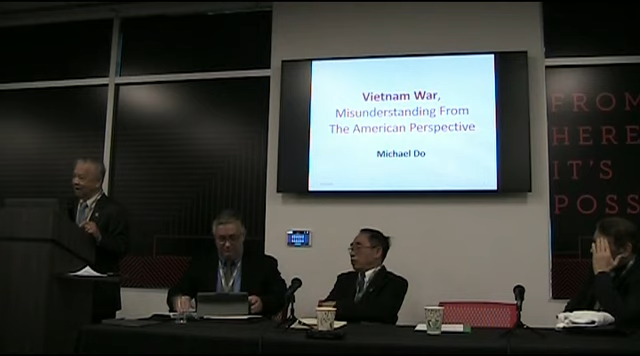 Vietnam War,
Misunderstanding From
The American Perspective
Michael Do
FROM
HERE
IT'S
POSS